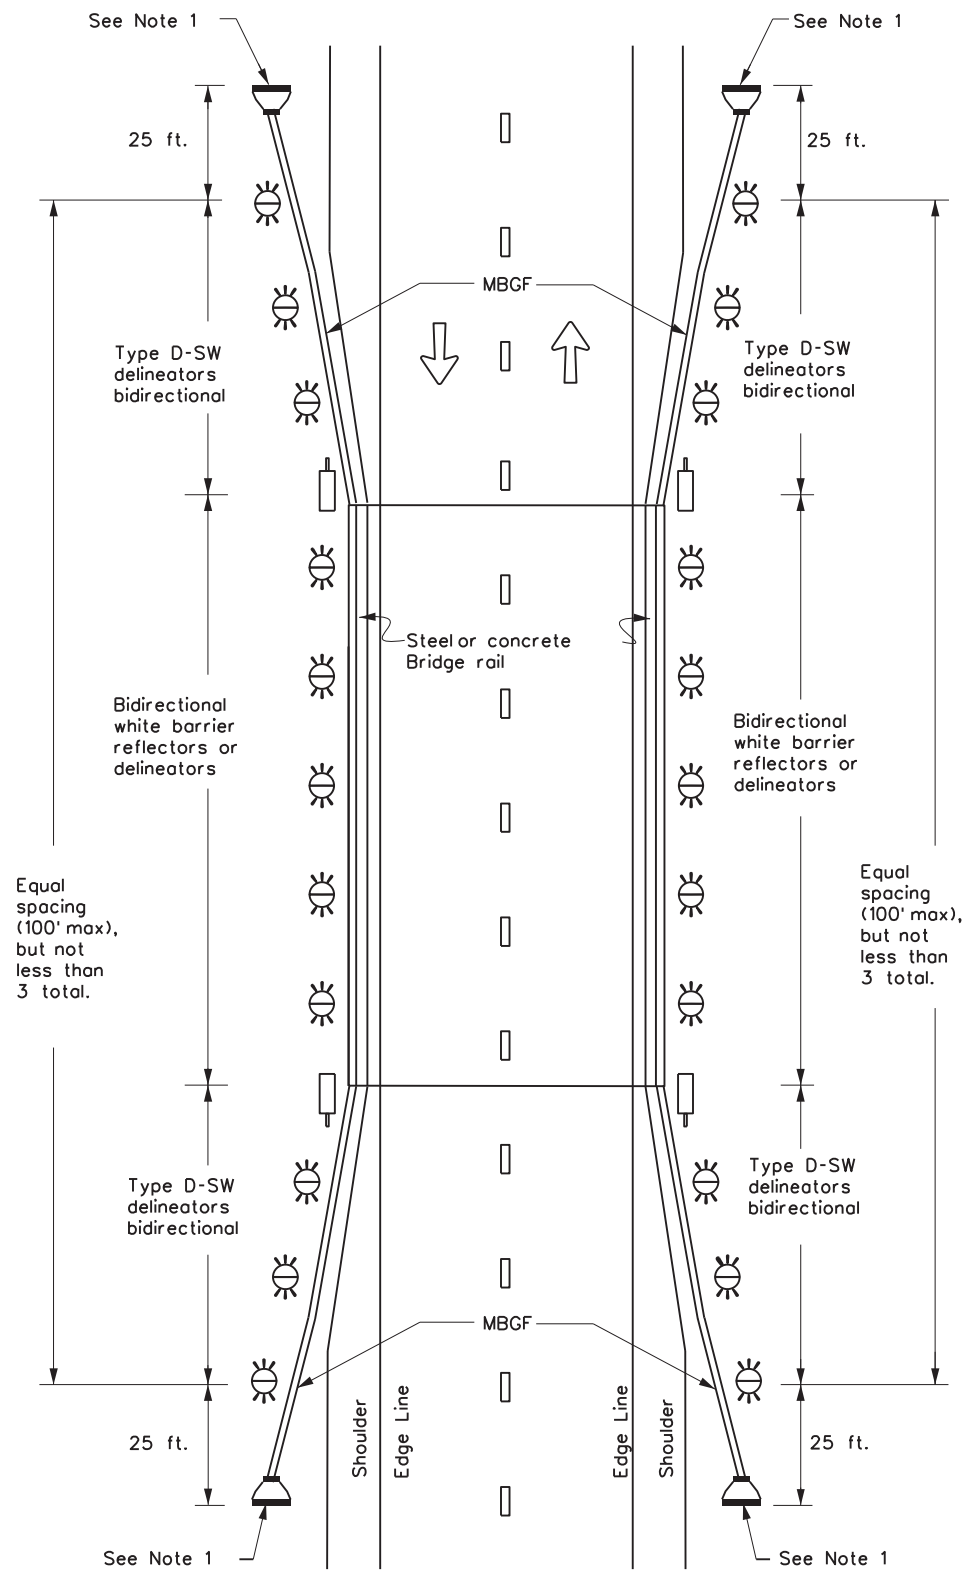 See Note 1
See Note 1
25 ft.
25 ft.
MBGF
Type D-SW
delineators
bidirectional
Type D-SW
delineators
bidirectional
Steel or concrete
Bridge rail
Bidirectional
white barrier
reflectors or
delineators
Bidirectional
white barrier
reflectors or
delineators
Equal
spacing
(100' max),
but not
less than
3 total.
Equal
spacing
(100' max),
but not
less than
3 total.
Type D-SW
delineators
bidirectional
Type D-SW
delineators
bidirectional
MBGF
Shoulder
Edge Line
Edge Line
Shoulder
25 ft.
25 ft.
See Note 1
See Note 1